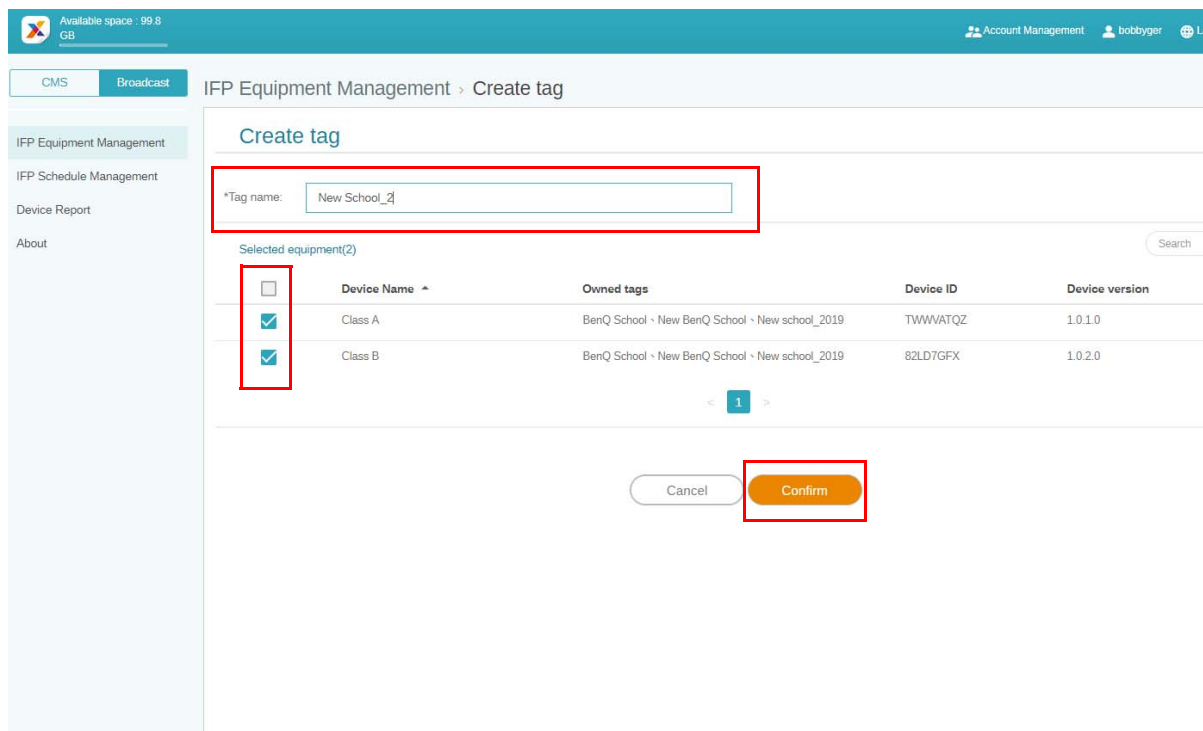 Available space : 99.8
GB
Account Management bobbyger L
CMS Broadcast
IFP Equipment Management › Create tag
IFP Equipment Management
IFP Schedule Management
Device Report
About
Create tag
*Tag name: New School_2
Selected equipment(2) Search
Device Name Owned tags Device ID Device version
Class A BenQ School、New BenQ School、New school_2019 TWWVATQZ 1.0.1.0
Class B BenQ School、New BenQ School、New school_2019 82LD7GFX 1.0.2.0
< 1 >
Cancel Confirm